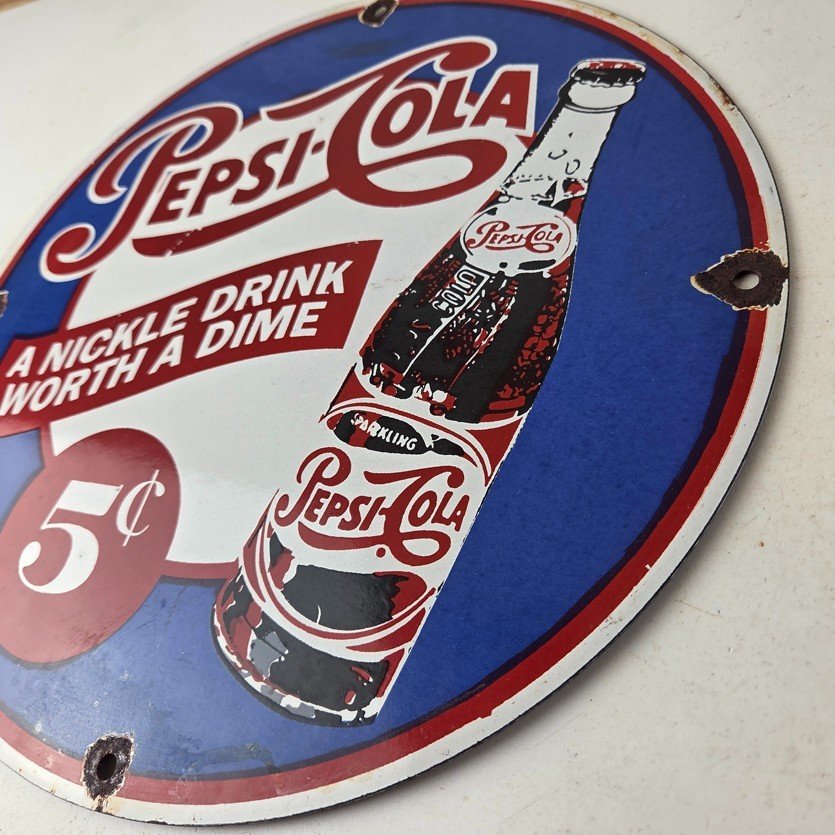 PEPSI-COLA
A NICKLE DRINK
WORTH A DIME
5¢
PEPSI-COLA
SPARKLING
PEPSI-COLA